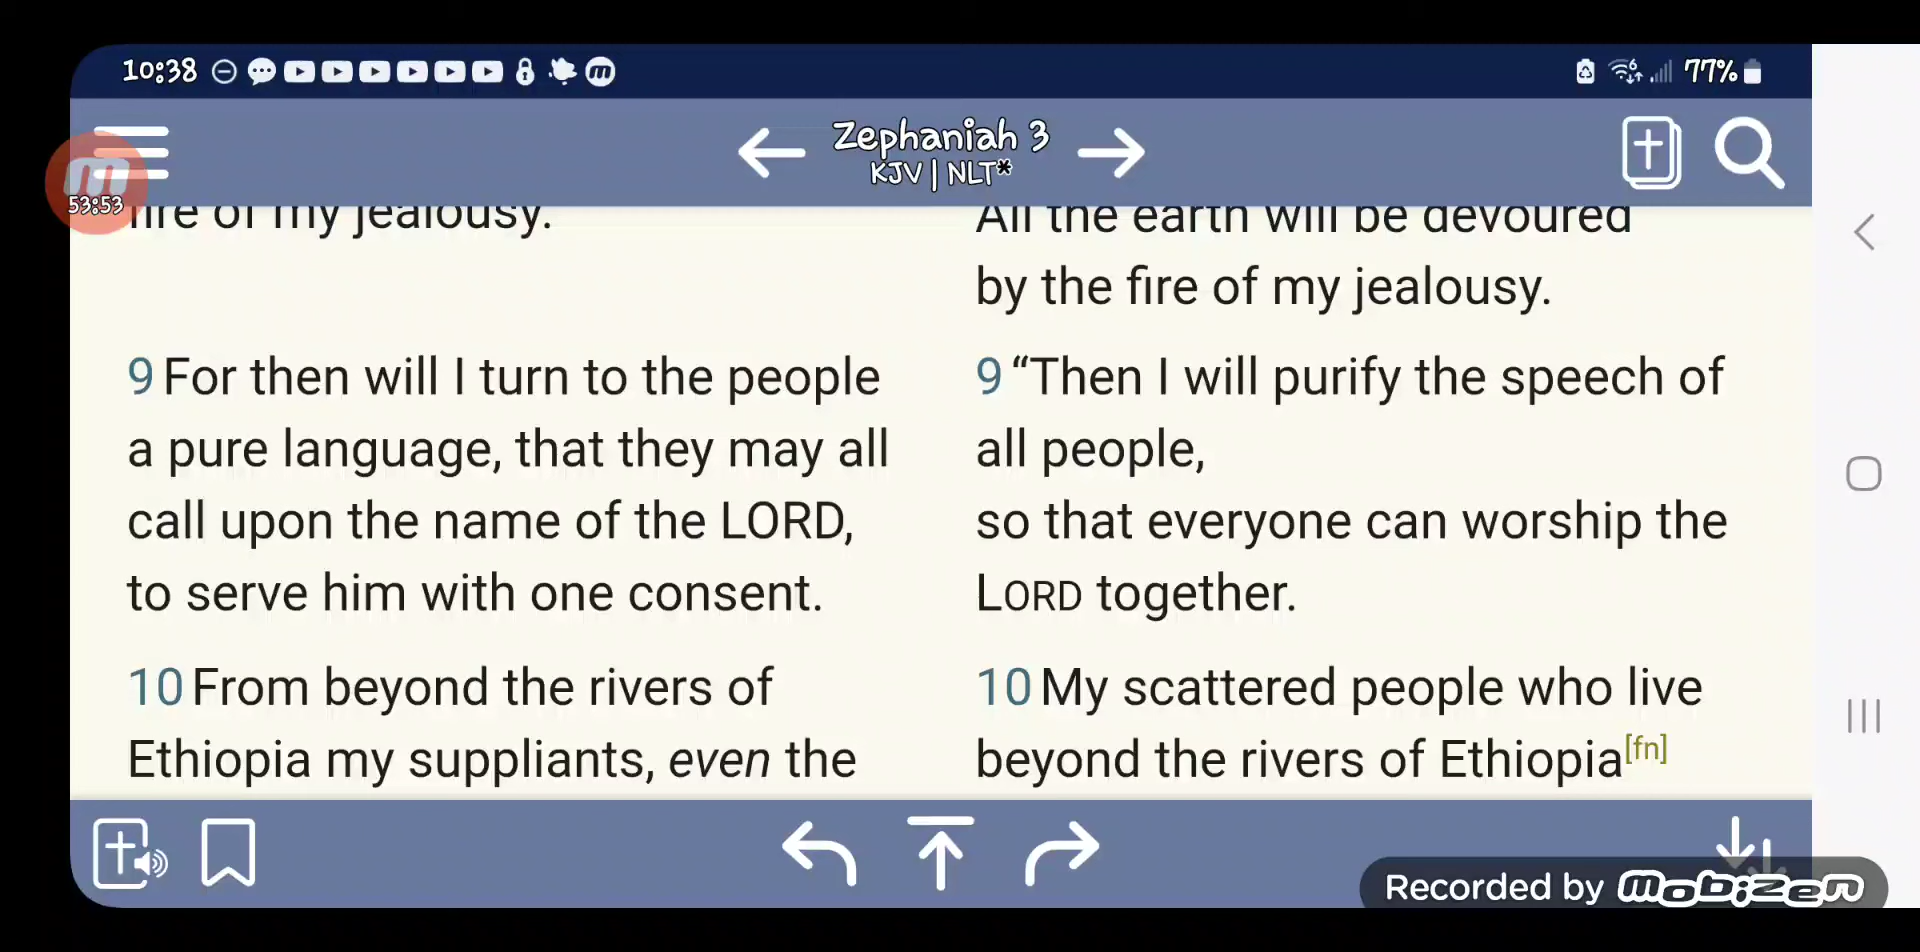 10:38
77%
Zephaniah 3
KJV | NLT*
53:53
fire of my jealousy.
9 For then will I turn to the people
a pure language, that they may all
call upon the name of the LORD,
to serve him with one consent.
10 From beyond the rivers of
Ethiopia my suppliants, even the
All the earth will be devoured
by the fire of my jealousy.
9 “Then I will purify the speech of
all people,
so that everyone can worship the
LORD together.
10 My scattered people who live
beyond the rivers of Ethiopia[fn]
Recorded by Mobizen